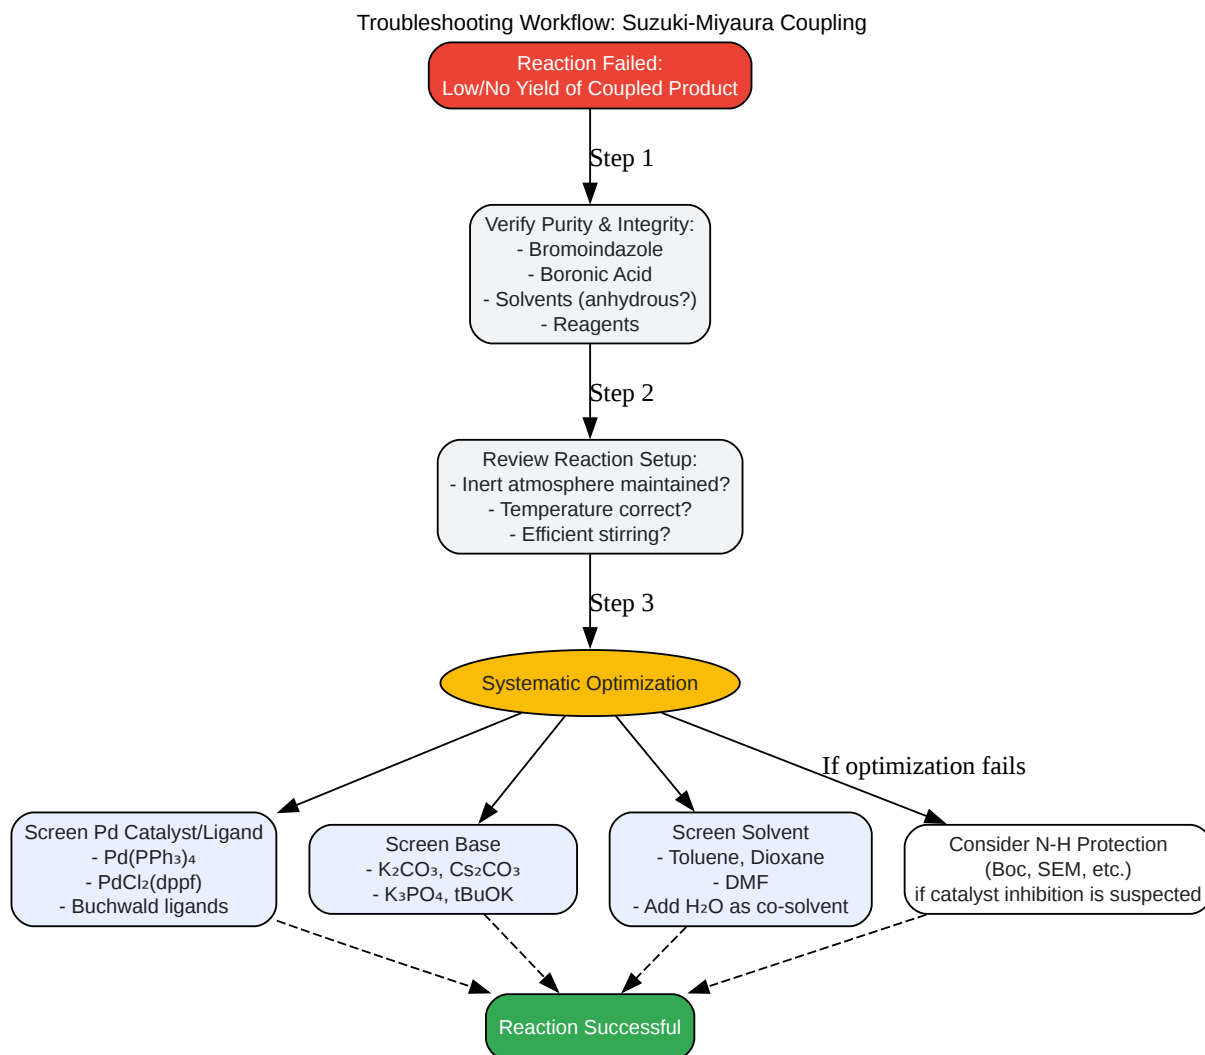 Troubleshooting Workflow: Suzuki-Miyaura Coupling
Reaction Failed:
Low/No Yield of Coupled Product
Step 1
Verify Purity & Integrity:
- Bromoindazole
- Boronic Acid
- Solvents (anhydrous?)
- Reagents
Step 2
Review Reaction Setup:
- Inert atmosphere maintained?
- Temperature correct?
- Efficient stirring?
Step 3
Systematic Optimization
If optimization fails
Screen Pd Catalyst/Ligand
- Pd(PPh₃)₄
- PdCl₂(dppf)
- Buchwald ligands
Screen Base
- K₂CO₃, Cs₂CO₃
- K₃PO₄, tBuOK
Screen Solvent
- Toluene, Dioxane
- DMF
- Add H₂O as co-solvent
Consider N-H Protection
(Boc, SEM, etc.)
if catalyst inhibition is suspected
Reaction Successful